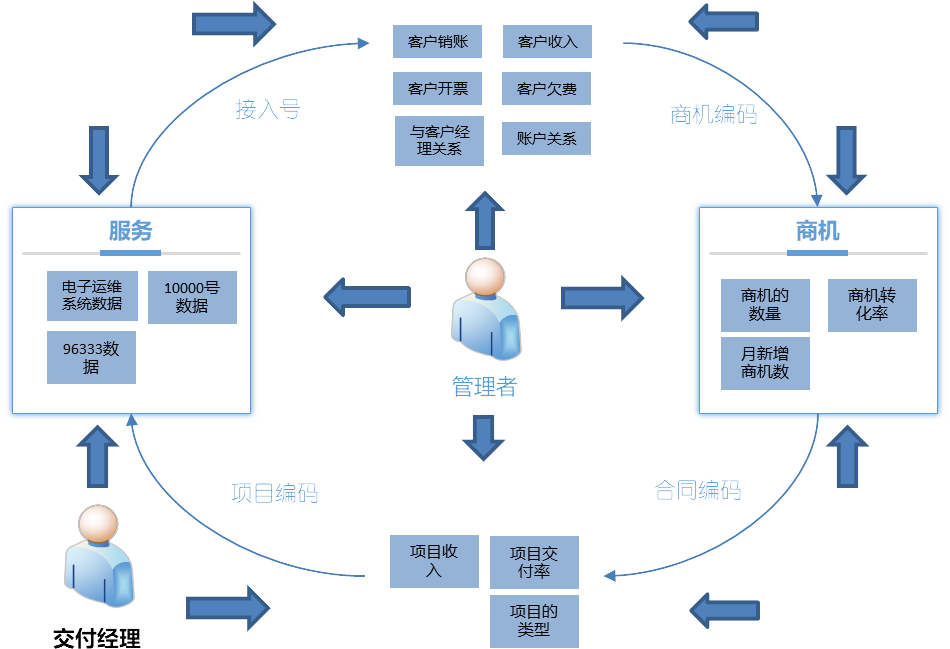 客户销账
客户收入
客户开票
客户欠费
与客户经
理关系
账户关系
接入号
商机编码
服务
电子运维
系统数据
10000号
数据
96333数
据
管理者
商机
商机的
数量
商机转
化率
月新增
商机数
项目编码
合同编码
项目收
入
项目交
付率
项目的
类型
交付经理